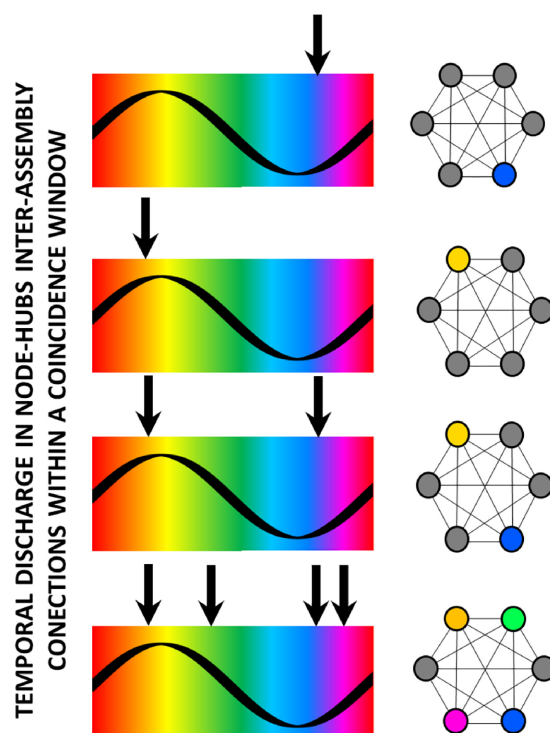 TEMPORAL DISCHARGE IN NODE-HUBS INTER-ASSEMBLY
CONECTIONS WITHIN A COINCIDENCE WINDOW